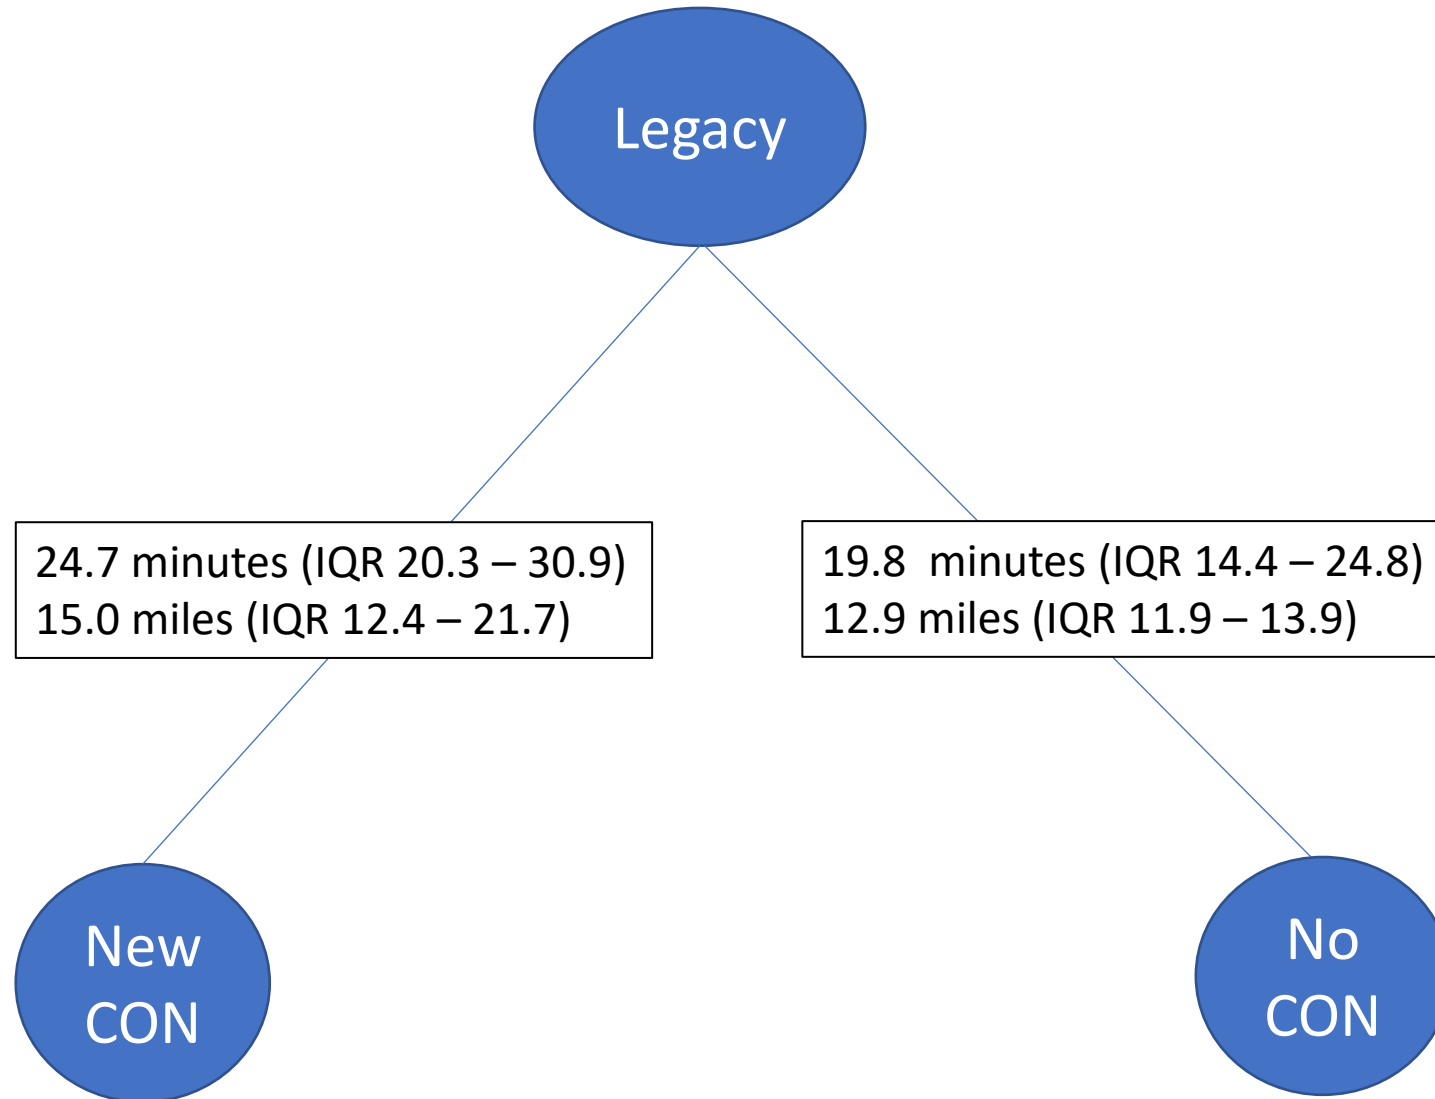 Legacy
24.7 minutes (IQR 20.3 – 30.9)
15.0 miles (IQR 12.4 – 21.7)
19.8  minutes (IQR 14.4 – 24.8)
12.9 miles (IQR 11.9 – 13.9)
New
CON
No
CON